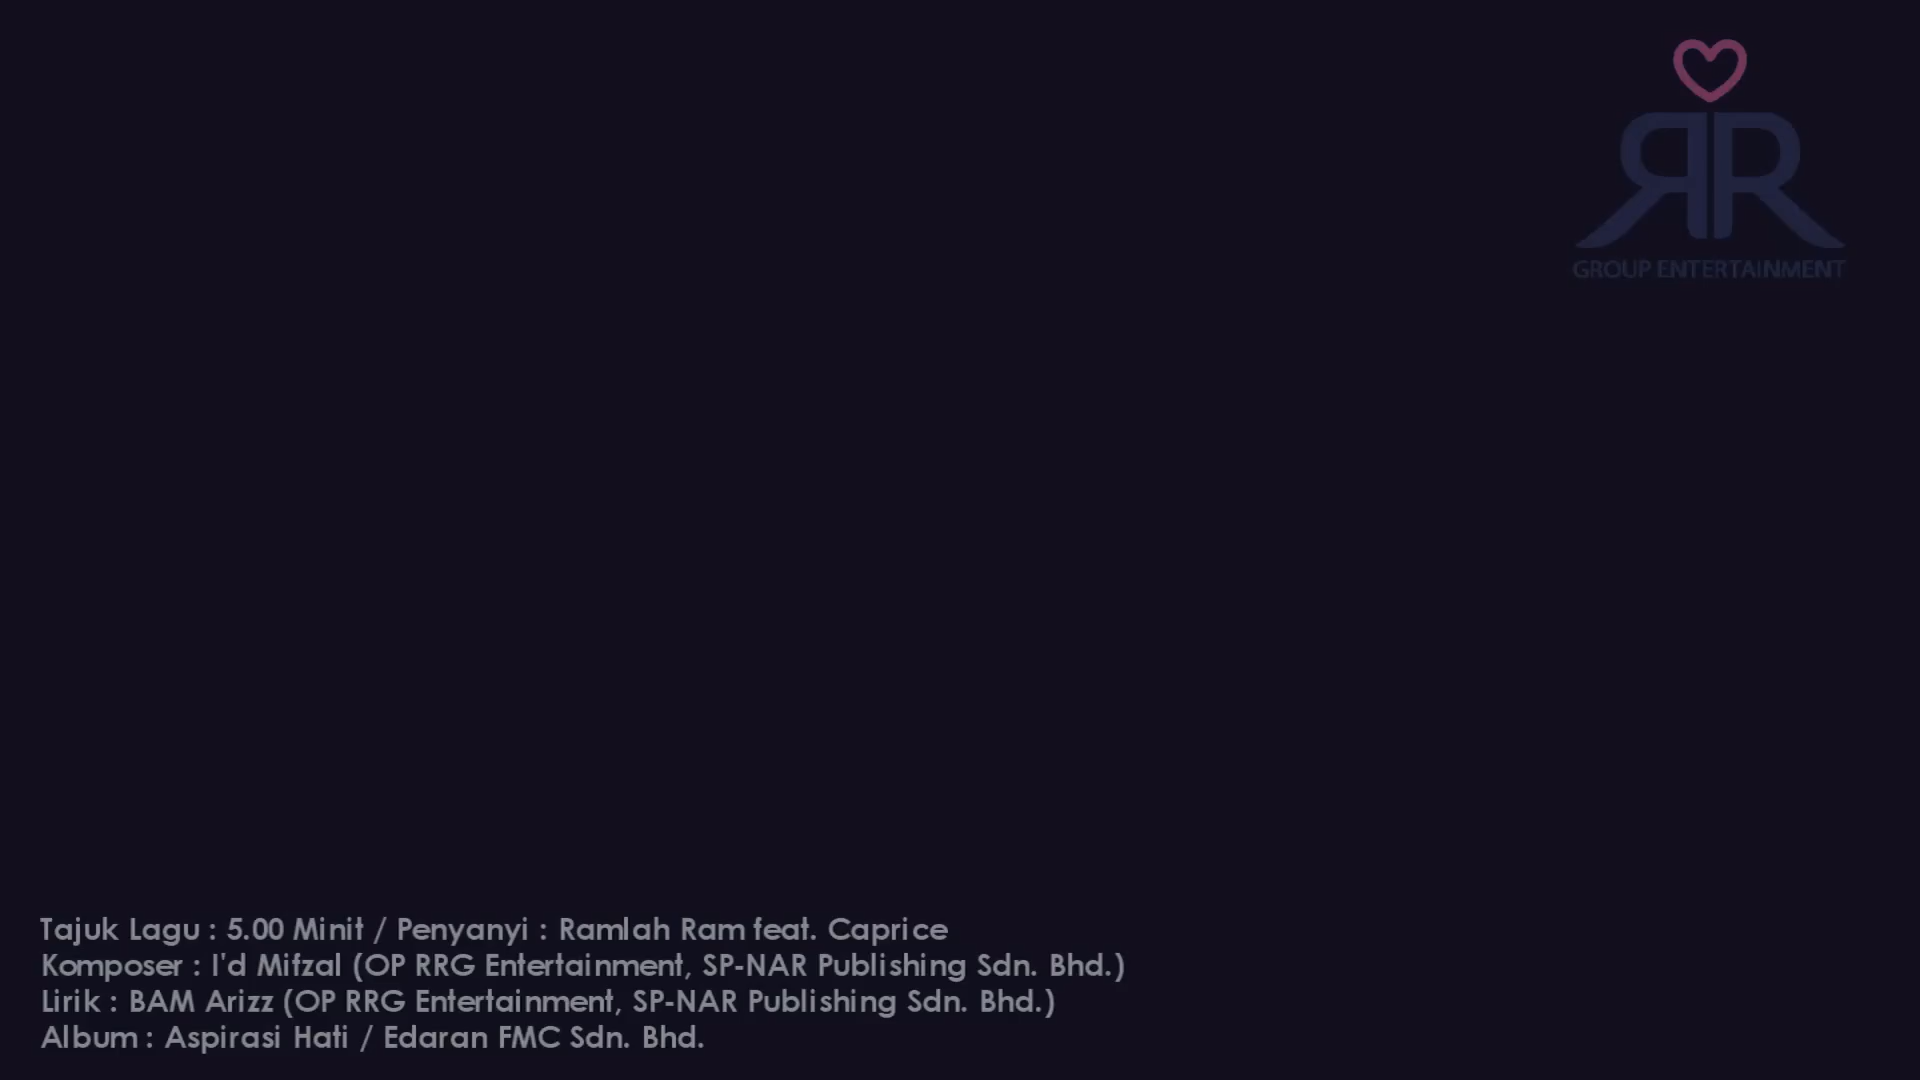 RR
GROUP ENTERTAINMENT
Tajuk Lagu : 5.00 Minit / Penyanyi : Ramlah Ram feat. Caprice
Komposer : I'd Mifzal (OP RRG Entertainment, SP-NAR Publishing Sdn. Bhd.)
Lirik : BAM Arizz (OP RRG Entertainment, SP-NAR Publishing Sdn. Bhd.)
Album : Aspirasi Hati / Edaran FMC Sdn. Bhd.